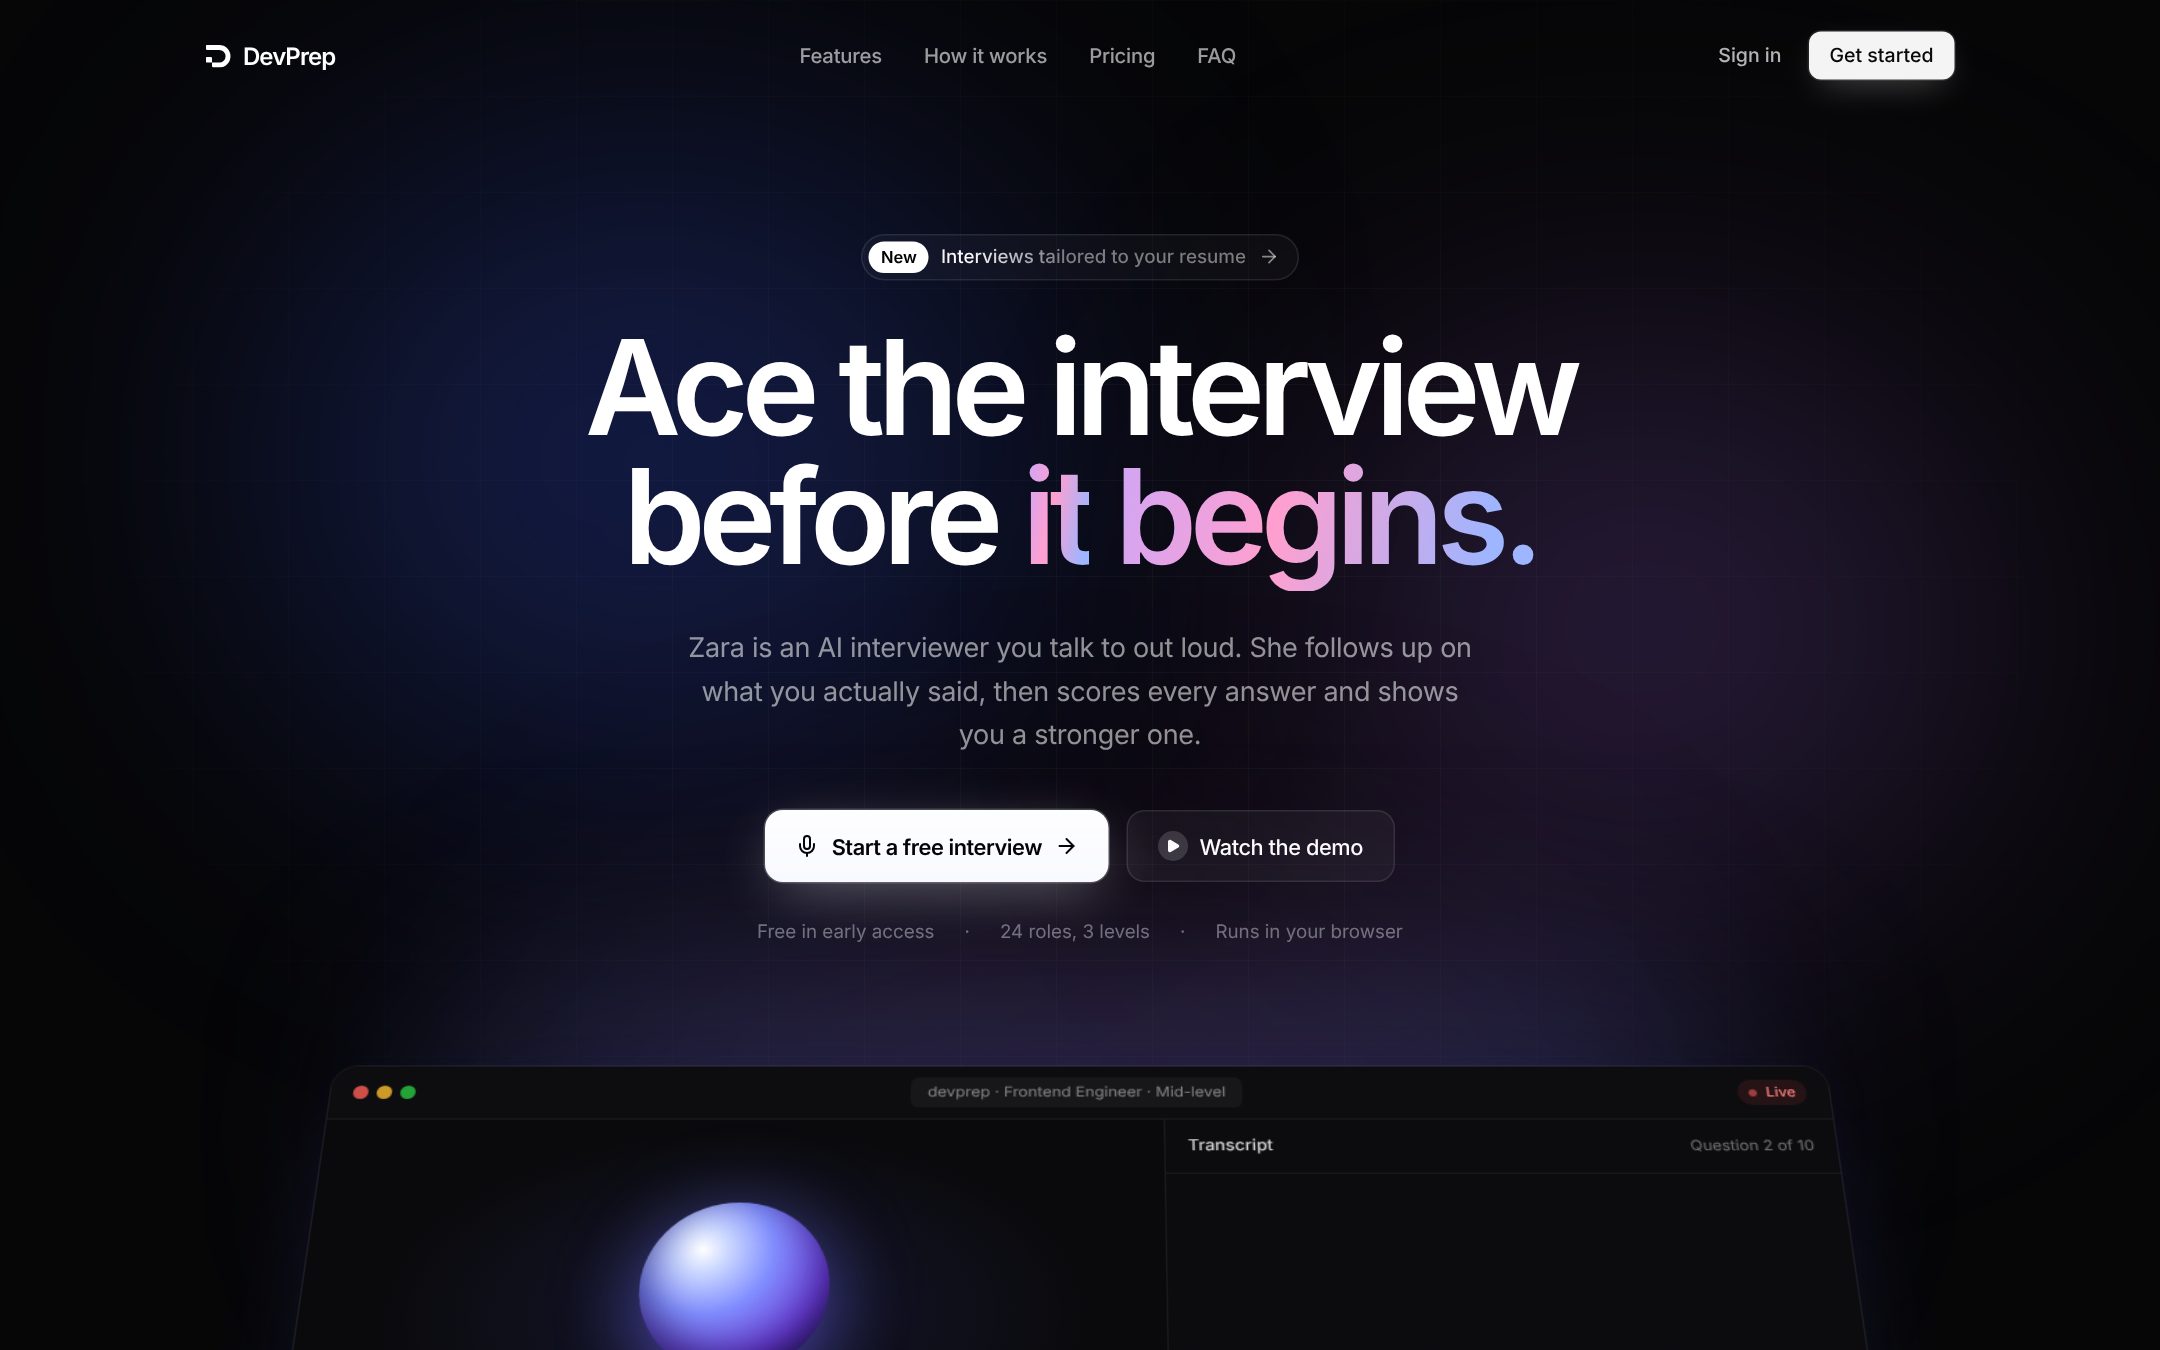 DevPrep
Features
How it works
Pricing
FAQ
Sign in
Get started
New Interviews tailored to your resume →
Ace the interview
before it begins.
Zara is an AI interviewer you talk to out loud. She follows up on
what you actually said, then scores every answer and shows
you a stronger one.
Start a free interview →
Watch the demo
Free in early access · 24 roles, 3 levels · Runs in your browser
devprep · Frontend Engineer · Mid-level
Live
Transcript
Question 2 of 10